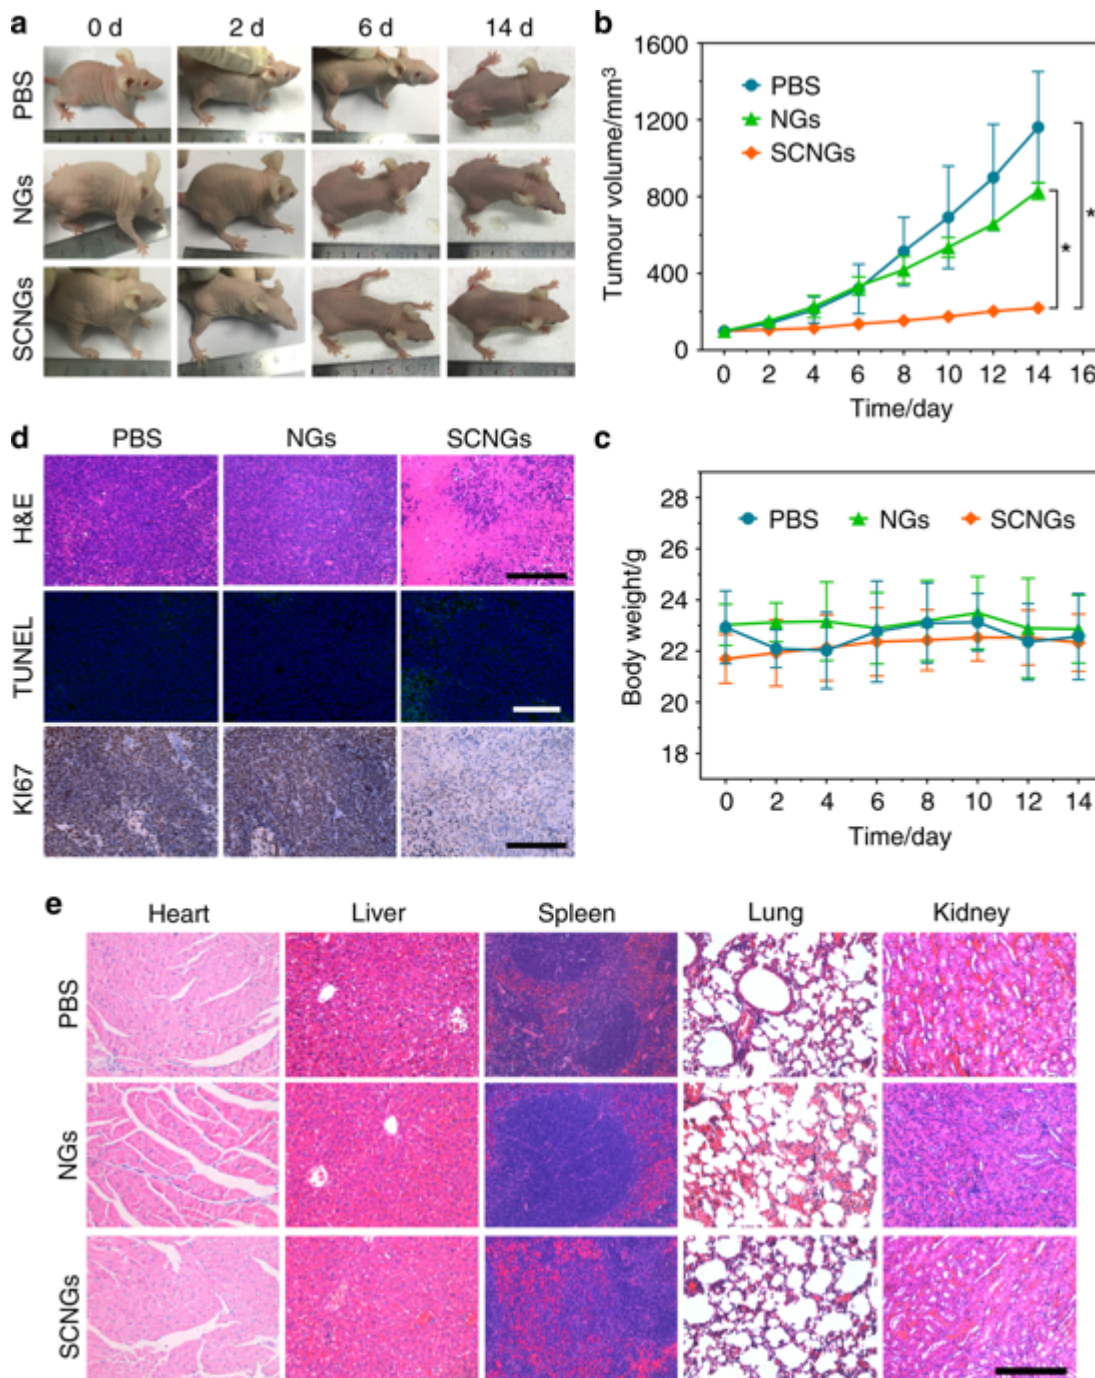 a
0 d 2 d 6 d 14 d
PBS
NGs
SCNGs
b
Tumour volume/mm³
1600
1200
800
400
0
PBS
NGs
SCNGs
*
*
0 2 4 6 8 10 12 14 16
Time/day
d
PBS NGs SCNGs
H&E
TUNEL
KI67
c
Body weight/g
28
26
24
22
20
18
PBS NGs SCNGs
0 2 4 6 8 10 12 14
Time/day
e
Heart Liver Spleen Lung Kidney
PBS
NGs
SCNGs